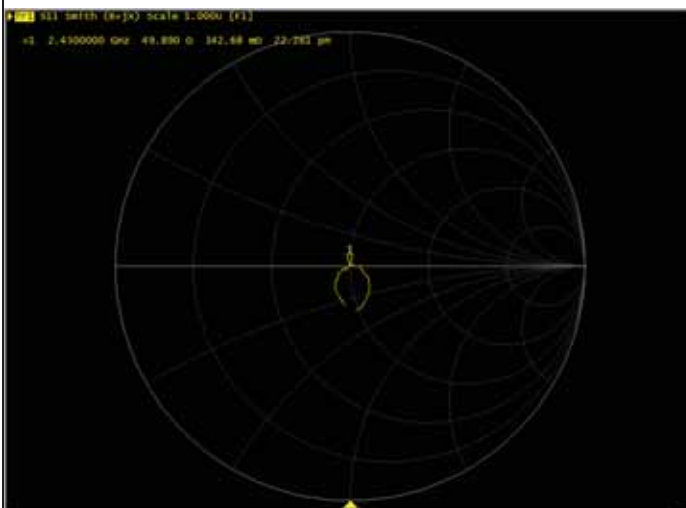 Tr1 S11 Smith (R+jX) Scale 1.000U [F1]
>1 2.4300000 GHz 49.890 Ω 342.68 mΩ 22.261 pH